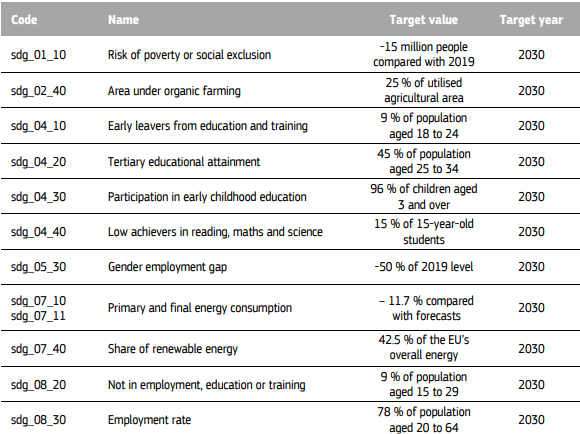 Code Name Target value Target year
sdg_01_10 Risk of poverty or social exclusion -15 million people compared with 2019 2030
sdg_02_40 Area under organic farming 25 % of utilised agricultural area 2030
sdg_04_10 Early leavers from education and training 9 % of population aged 18 to 24 2030
sdg_04_20 Tertiary educational attainment 45 % of population aged 25 to 34 2030
sdg_04_30 Participation in early childhood education 96 % of children aged 3 and over 2030
sdg_04_40 Low achievers in reading, maths and science 15 % of 15-year-old students 2030
sdg_05_30 Gender employment gap -50 % of 2019 level 2030
sdg_07_10 sdg_07_11 Primary and final energy consumption – 11.7 % compared with forecasts 2030
sdg_07_40 Share of renewable energy 42.5 % of the EU's overall energy 2030
sdg_08_20 Not in employment, education or training 9 % of population aged 15 to 29 2030
sdg_08_30 Employment rate 78 % of population aged 20 to 64 2030